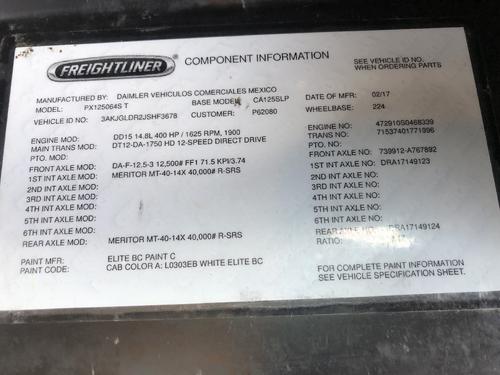 FREIGHTLINER
COMPONENT INFORMATION
SEE VEHICLE ID NO.
WHEN ORDERING PARTS
MANUFACTURED BY: DAIMLER VEHICULOS COMERCIALES MEXICO
MODEL: PX125064S T BASE MODEL: CA125SLP DATE OF MFR: 02/17
VEHICLE ID NO: 3AKJGLDR2JSHF3678 CUSTOMER P62080 WHEELBASE: 224
ENGINE MOD: DD15 14.8L 400 HP / 1625 RPM, 1900 ENGINE NO: 472910S0468339
MAIN TRANS MOD: DT12-DA-1750 HD 12-SPEED DIRECT DRIVE TRANS NO: 71537401771996
PTO. MOD: PTO. NO:
FRONT AXLE MOD: DA-F-12.5-3 12,500# FF1 71.5 KPI/3.74 FRONT AXLE NO: 739912-A767892
1ST INT AXLE MOD: MERITOR MT-40-14X 40,000# R-SRS 1ST INT AXLE NO: DRA17149123
2ND INT AXLE MOD: 2ND INT AXLE NO:
3RD INT AXLE MOD: 3RD INT AXLE NO:
4TH INT AXLE MOD: 4TH INT AXLE NO:
5TH INT AXLE MOD: 5TH INT AXLE NO:
6TH INT AXLE MOD: 6TH INT AXLE NO:
REAR AXLE MOD: MERITOR MT-40-14X 40,000# R-SRS REAR AXLE NO: DRA17149124
RATIO:
PAINT MFR: ELITE BC PAINT C
PAINT CODE: CAB COLOR A: L0303EB WHITE ELITE BC
FOR COMPLETE PAINT INFORMATION
SEE VEHICLE SPECIFICATION SHEET.